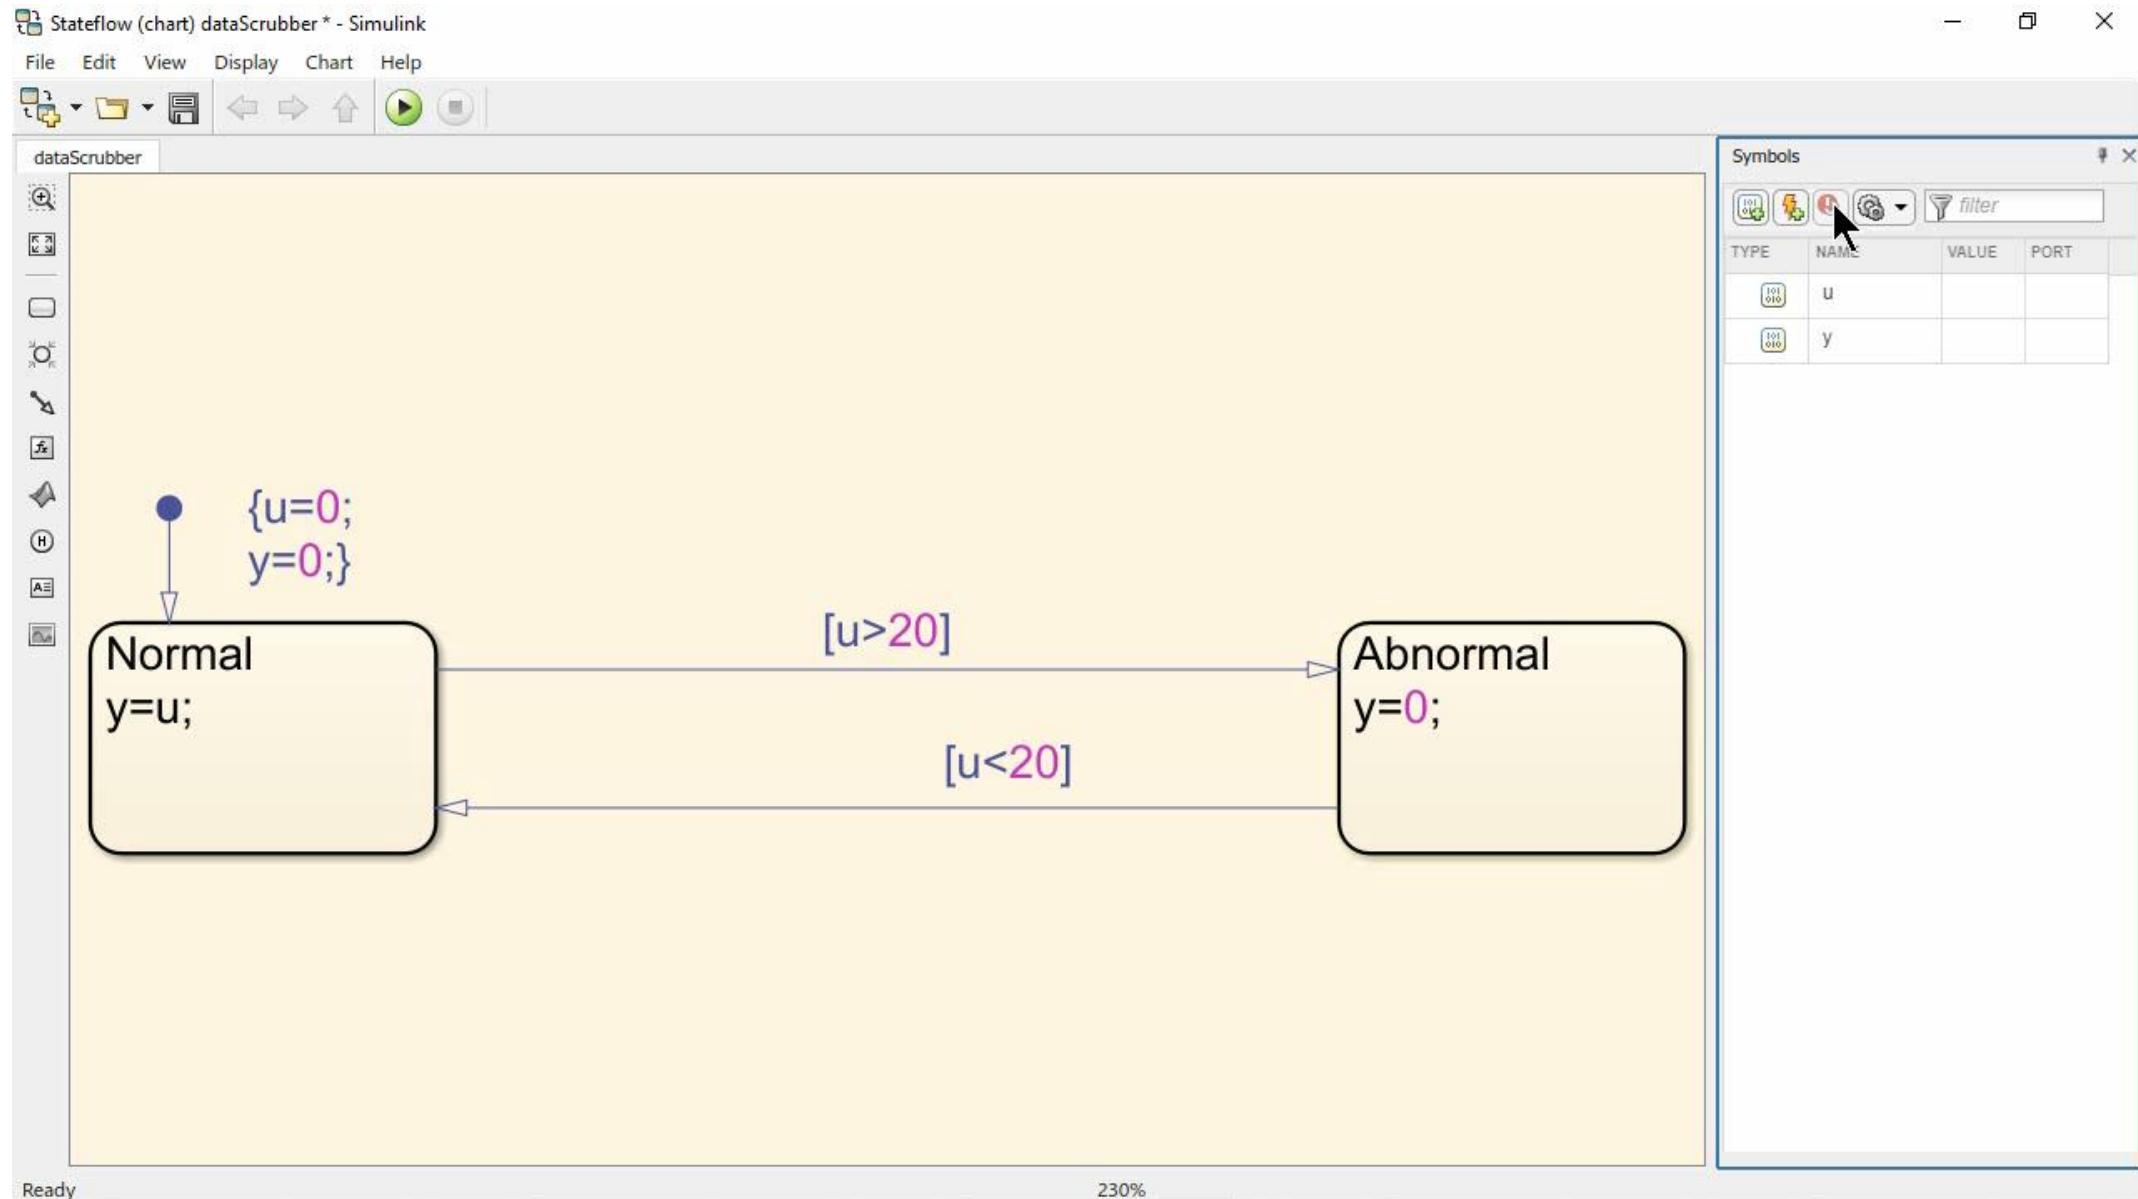 Stateflow (chart) dataScrubber * - Simulink
File Edit View Display Chart Help
dataScrubber
Symbols
filter
TYPE NAME VALUE PORT
u
y
{u=0;
y=0;}
Normal
y=u;
[u>20]
[u<20]
Abnormal
y=0;
Ready
230%